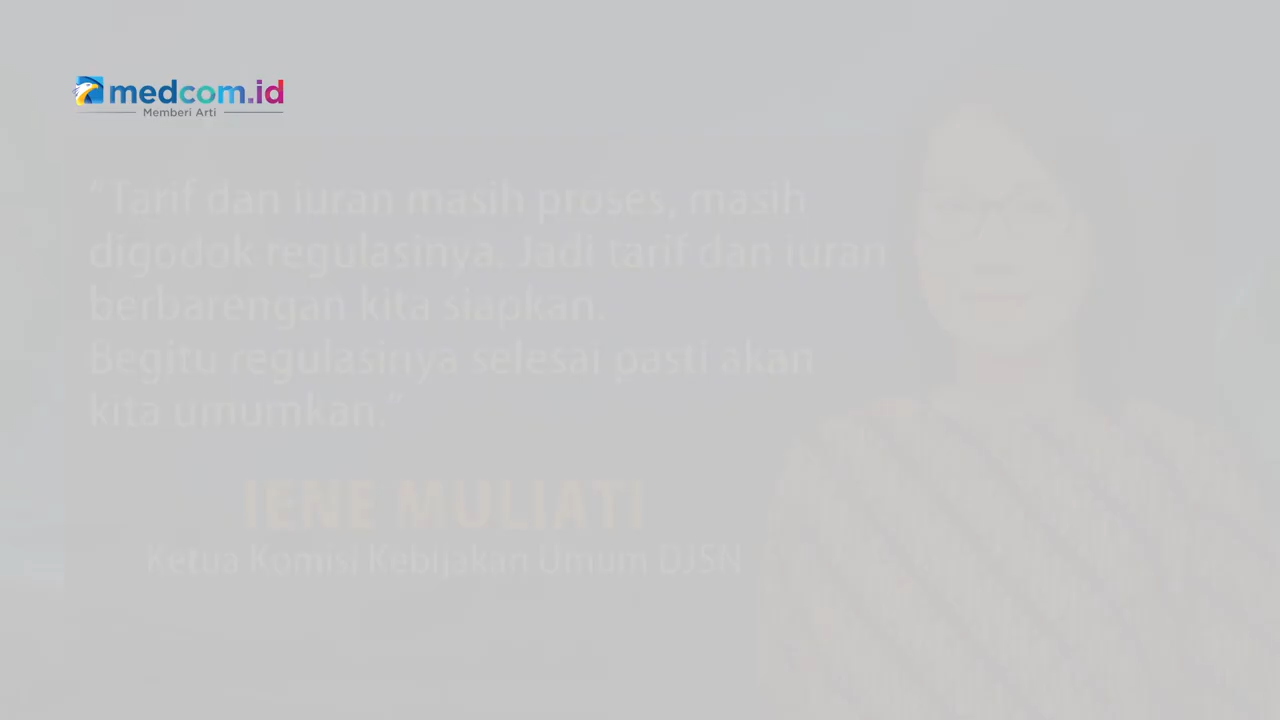 medcom.id
Memberi Arti
“Tarif dan iuran masih proses, masih
digodok regulasinya. Jadi tarif dan iuran
berbarengan kita siapkan.
Begitu regulasinya selesai pasti akan
kita umumkan.”
IENE MULIATI
Ketua Komisi Kebijakan Umum DJSN